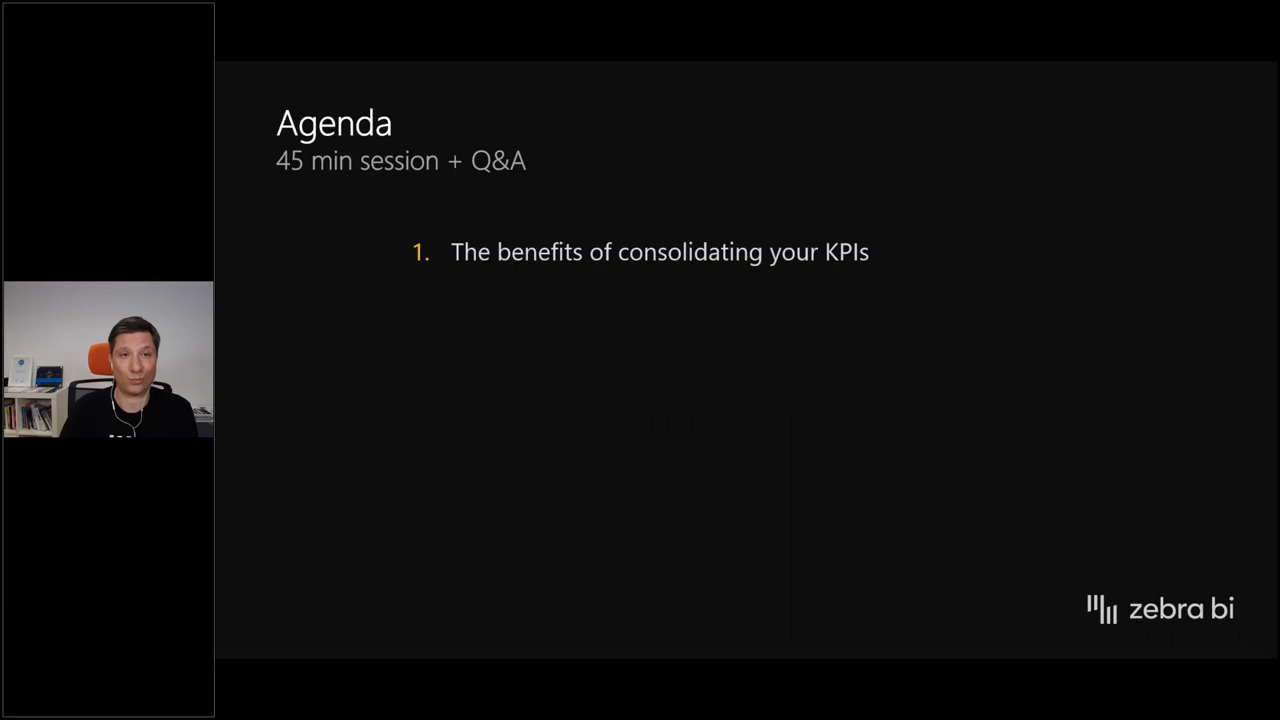 Agenda
45 min session + Q&A
1. The benefits of consolidating your KPIs
zebra bi